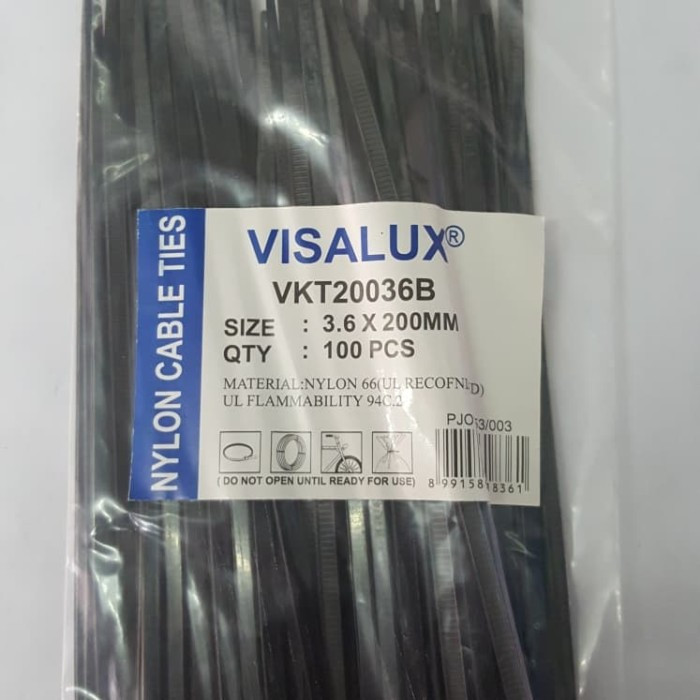 NYLON CABLE TIES
VISALUX®
VKT20036B
SIZE : 3.6 X 200MM
QTY : 100 PCS
MATERIAL:NYLON 66(UL
UL FLAMMABILITY
/003
( DO NOT OPEN UNTIL READY FOR USE)